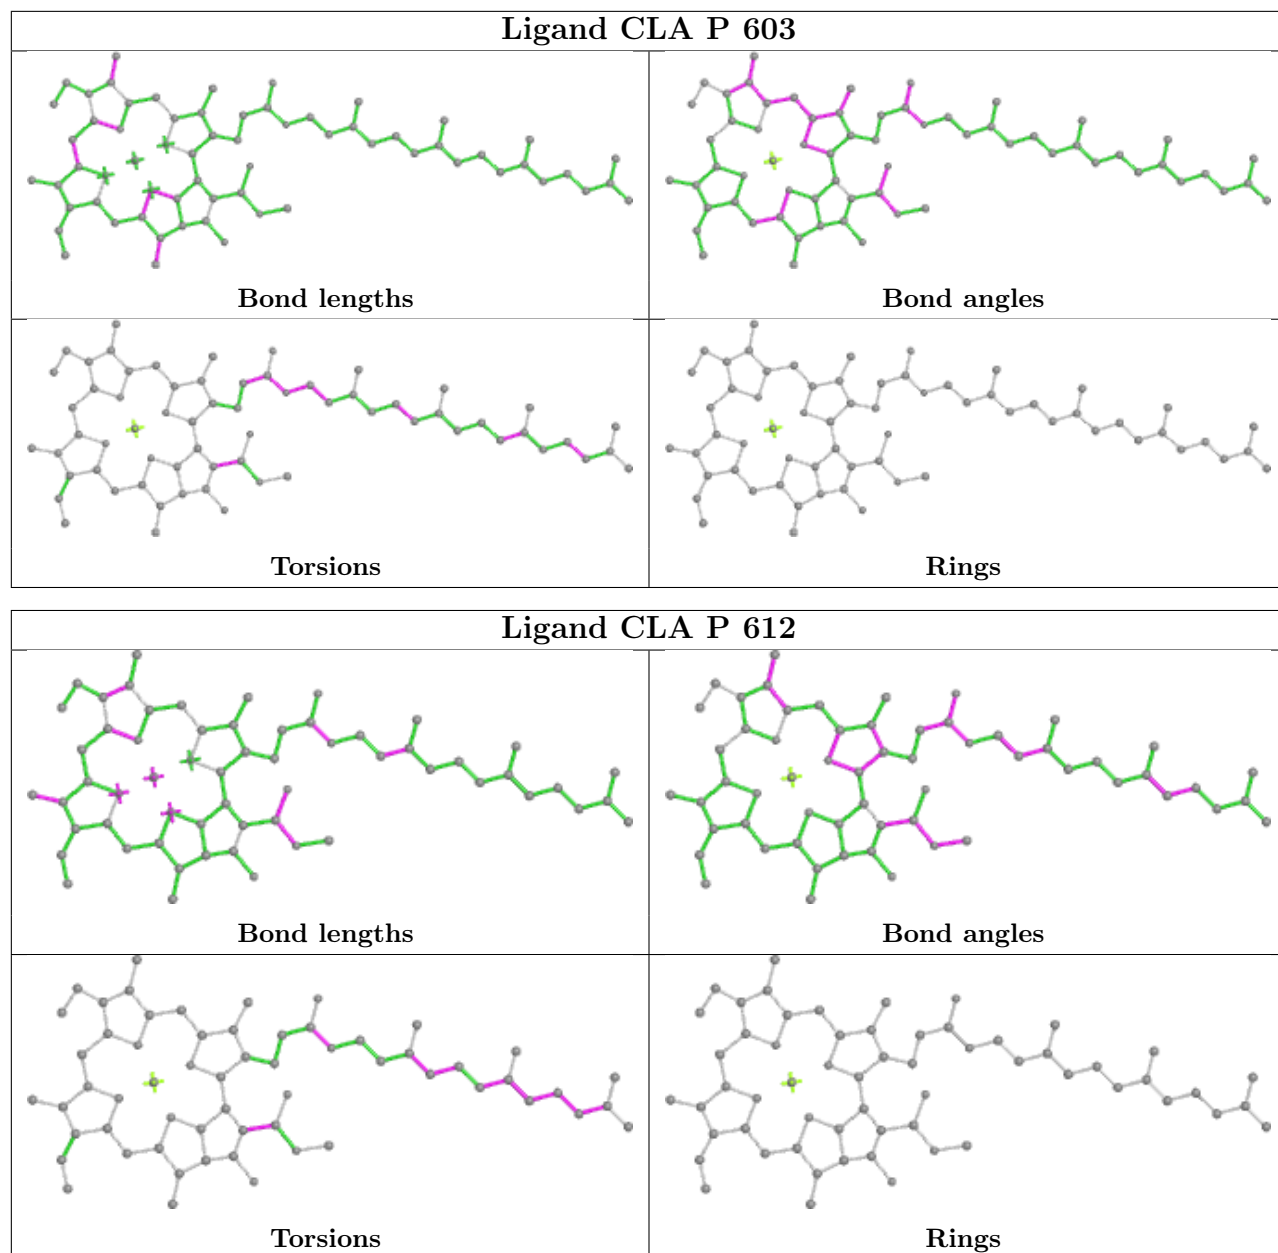 Ligand CLA P 603
Bond lengths
Bond angles
Torsions
Rings
Ligand CLA P 612
Bond lengths
Bond angles
Torsions
Rings